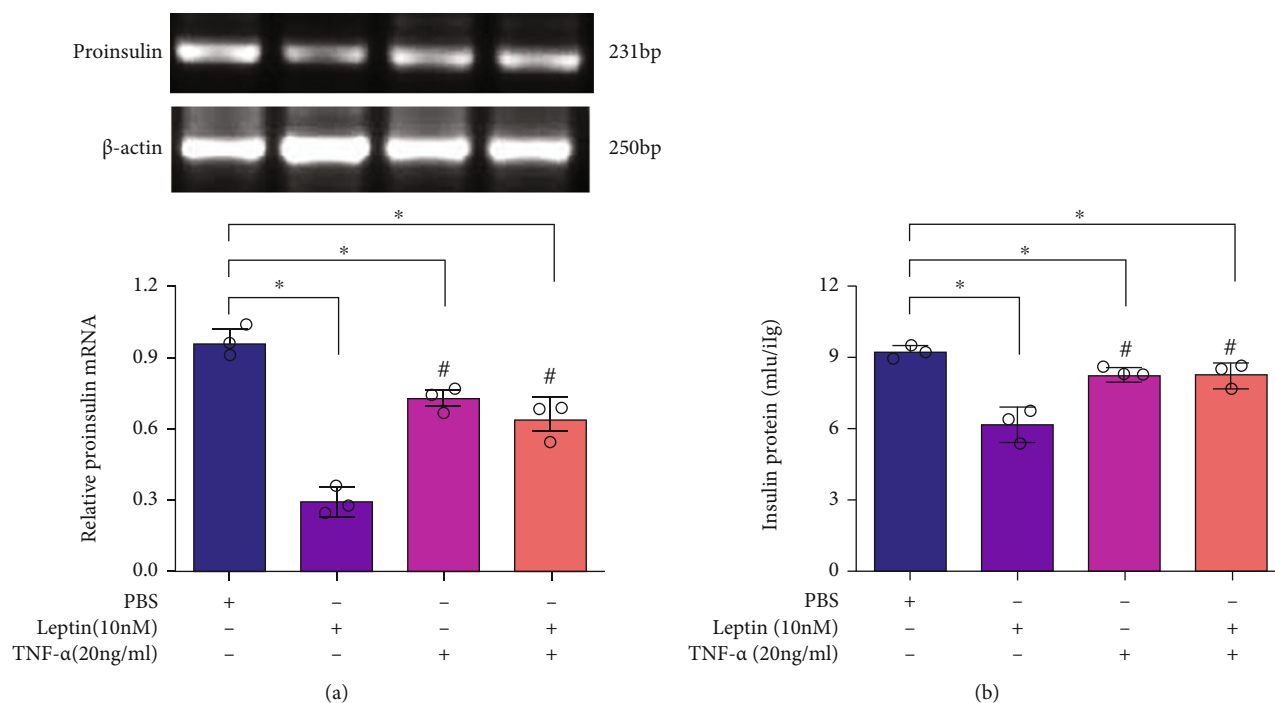 Proinsulin 231bp
β-actin 250bp
*
*
*
1.2
0.9
0.6
0.3
0.0
Relative proinsulin mRNA
#
#
PBS + – – –
Leptin(10nM) – + – +
TNF-α(20ng/ml) – – + +
(a)
*
*
*
12
9
6
3
0
Insulin protein (mlu/iIg)
#
#
PBS + – – –
Leptin (10nM) – + – +
TNF-α (20ng/ml) – – + +
(b)